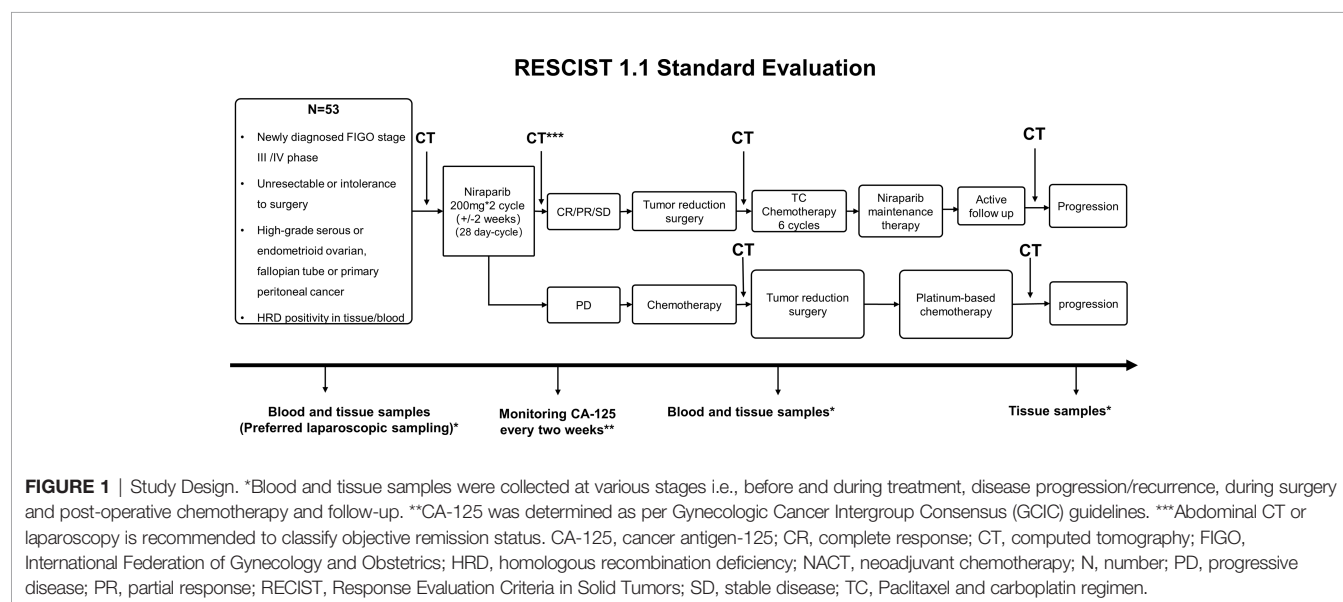 RESCIST 1.1 Standard Evaluation
N=53
• Newly diagnosed FIGO stage
III /IV phase
• Unresectable or intolerance
to surgery
• High-grade serous or
endometrioid ovarian,
fallopian tube or primary
peritoneal cancer
• HRD positivity in tissue/blood
CT
Niraparib
200mg*2 cycle
(+/-2 weeks)
(28 day-cycle)
CT***
CR/PR/SD
Tumor reduction
surgery
CT
TC
Chemotherapy
6 cycles
Niraparib
maintenance
therapy
Active
follow up
CT
Progression
PD
Chemotherapy
CT
Tumor reduction
surgery
Platinum-based
chemotherapy
CT
progression
Blood and tissue samples
(Preferred laparoscopic sampling)*
Monitoring CA-125
every two weeks**
Blood and tissue samples*
Tissue samples*
FIGURE 1 | Study Design. *Blood and tissue samples were collected at various stages i.e., before and during treatment, disease progression/recurrence, during surgery
and post-operative chemotherapy and follow-up. **CA-125 was determined as per Gynecologic Cancer Intergroup Consensus (GCIC) guidelines. ***Abdominal CT or
laparoscopy is recommended to classify objective remission status. CA-125, cancer antigen-125; CR, complete response; CT, computed tomography; FIGO,
International Federation of Gynecology and Obstetrics; HRD, homologous recombination deficiency; NACT, neoadjuvant chemotherapy; N, number; PD, progressive
disease; PR, partial response; RECIST, Response Evaluation Criteria in Solid Tumors; SD, stable disease; TC, Paclitaxel and carboplatin regimen.